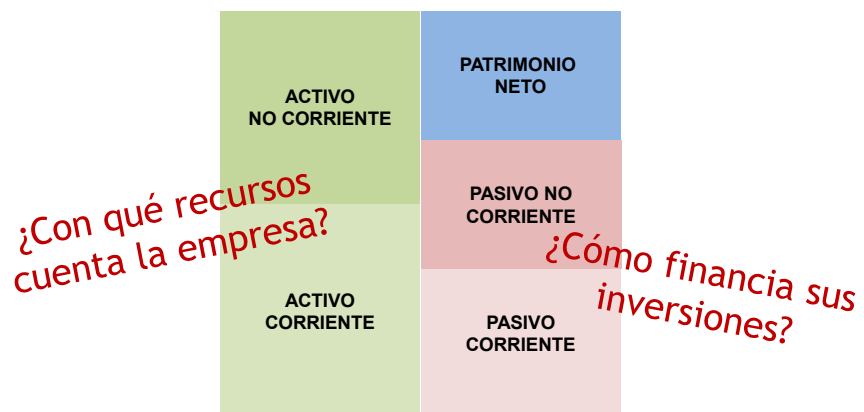 ACTIVO
NO CORRIENTE
PATRIMONIO
NETO
PASIVO NO
CORRIENTE
¿Con qué recursos
cuenta la empresa?
¿Cómo financia sus
inversiones?
ACTIVO
CORRIENTE
PASIVO
CORRIENTE